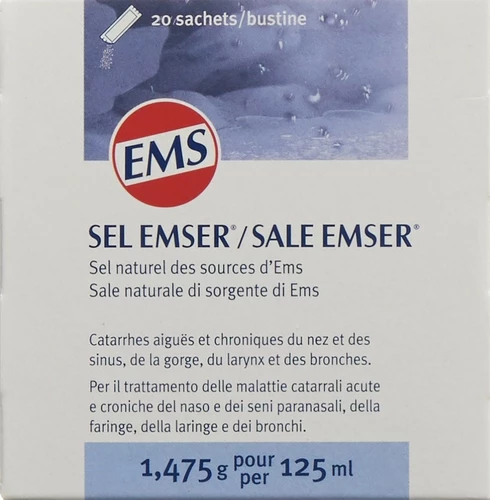 20 sachets/bustine
EMS
SEL EMSER®/SALE EMSER®
Sel naturel des sources d'Ems
Sale naturale di sorgente di Ems
Catarrhes aiguës et chroniques du nez et des
sinus, de la gorge, du larynx et des bronches.
Per il trattamento delle malattie catarrali acute
e croniche del naso e dei seni paranasali, della
faringe, della laringe e dei bronchi.
1,475 g pour per 125 ml